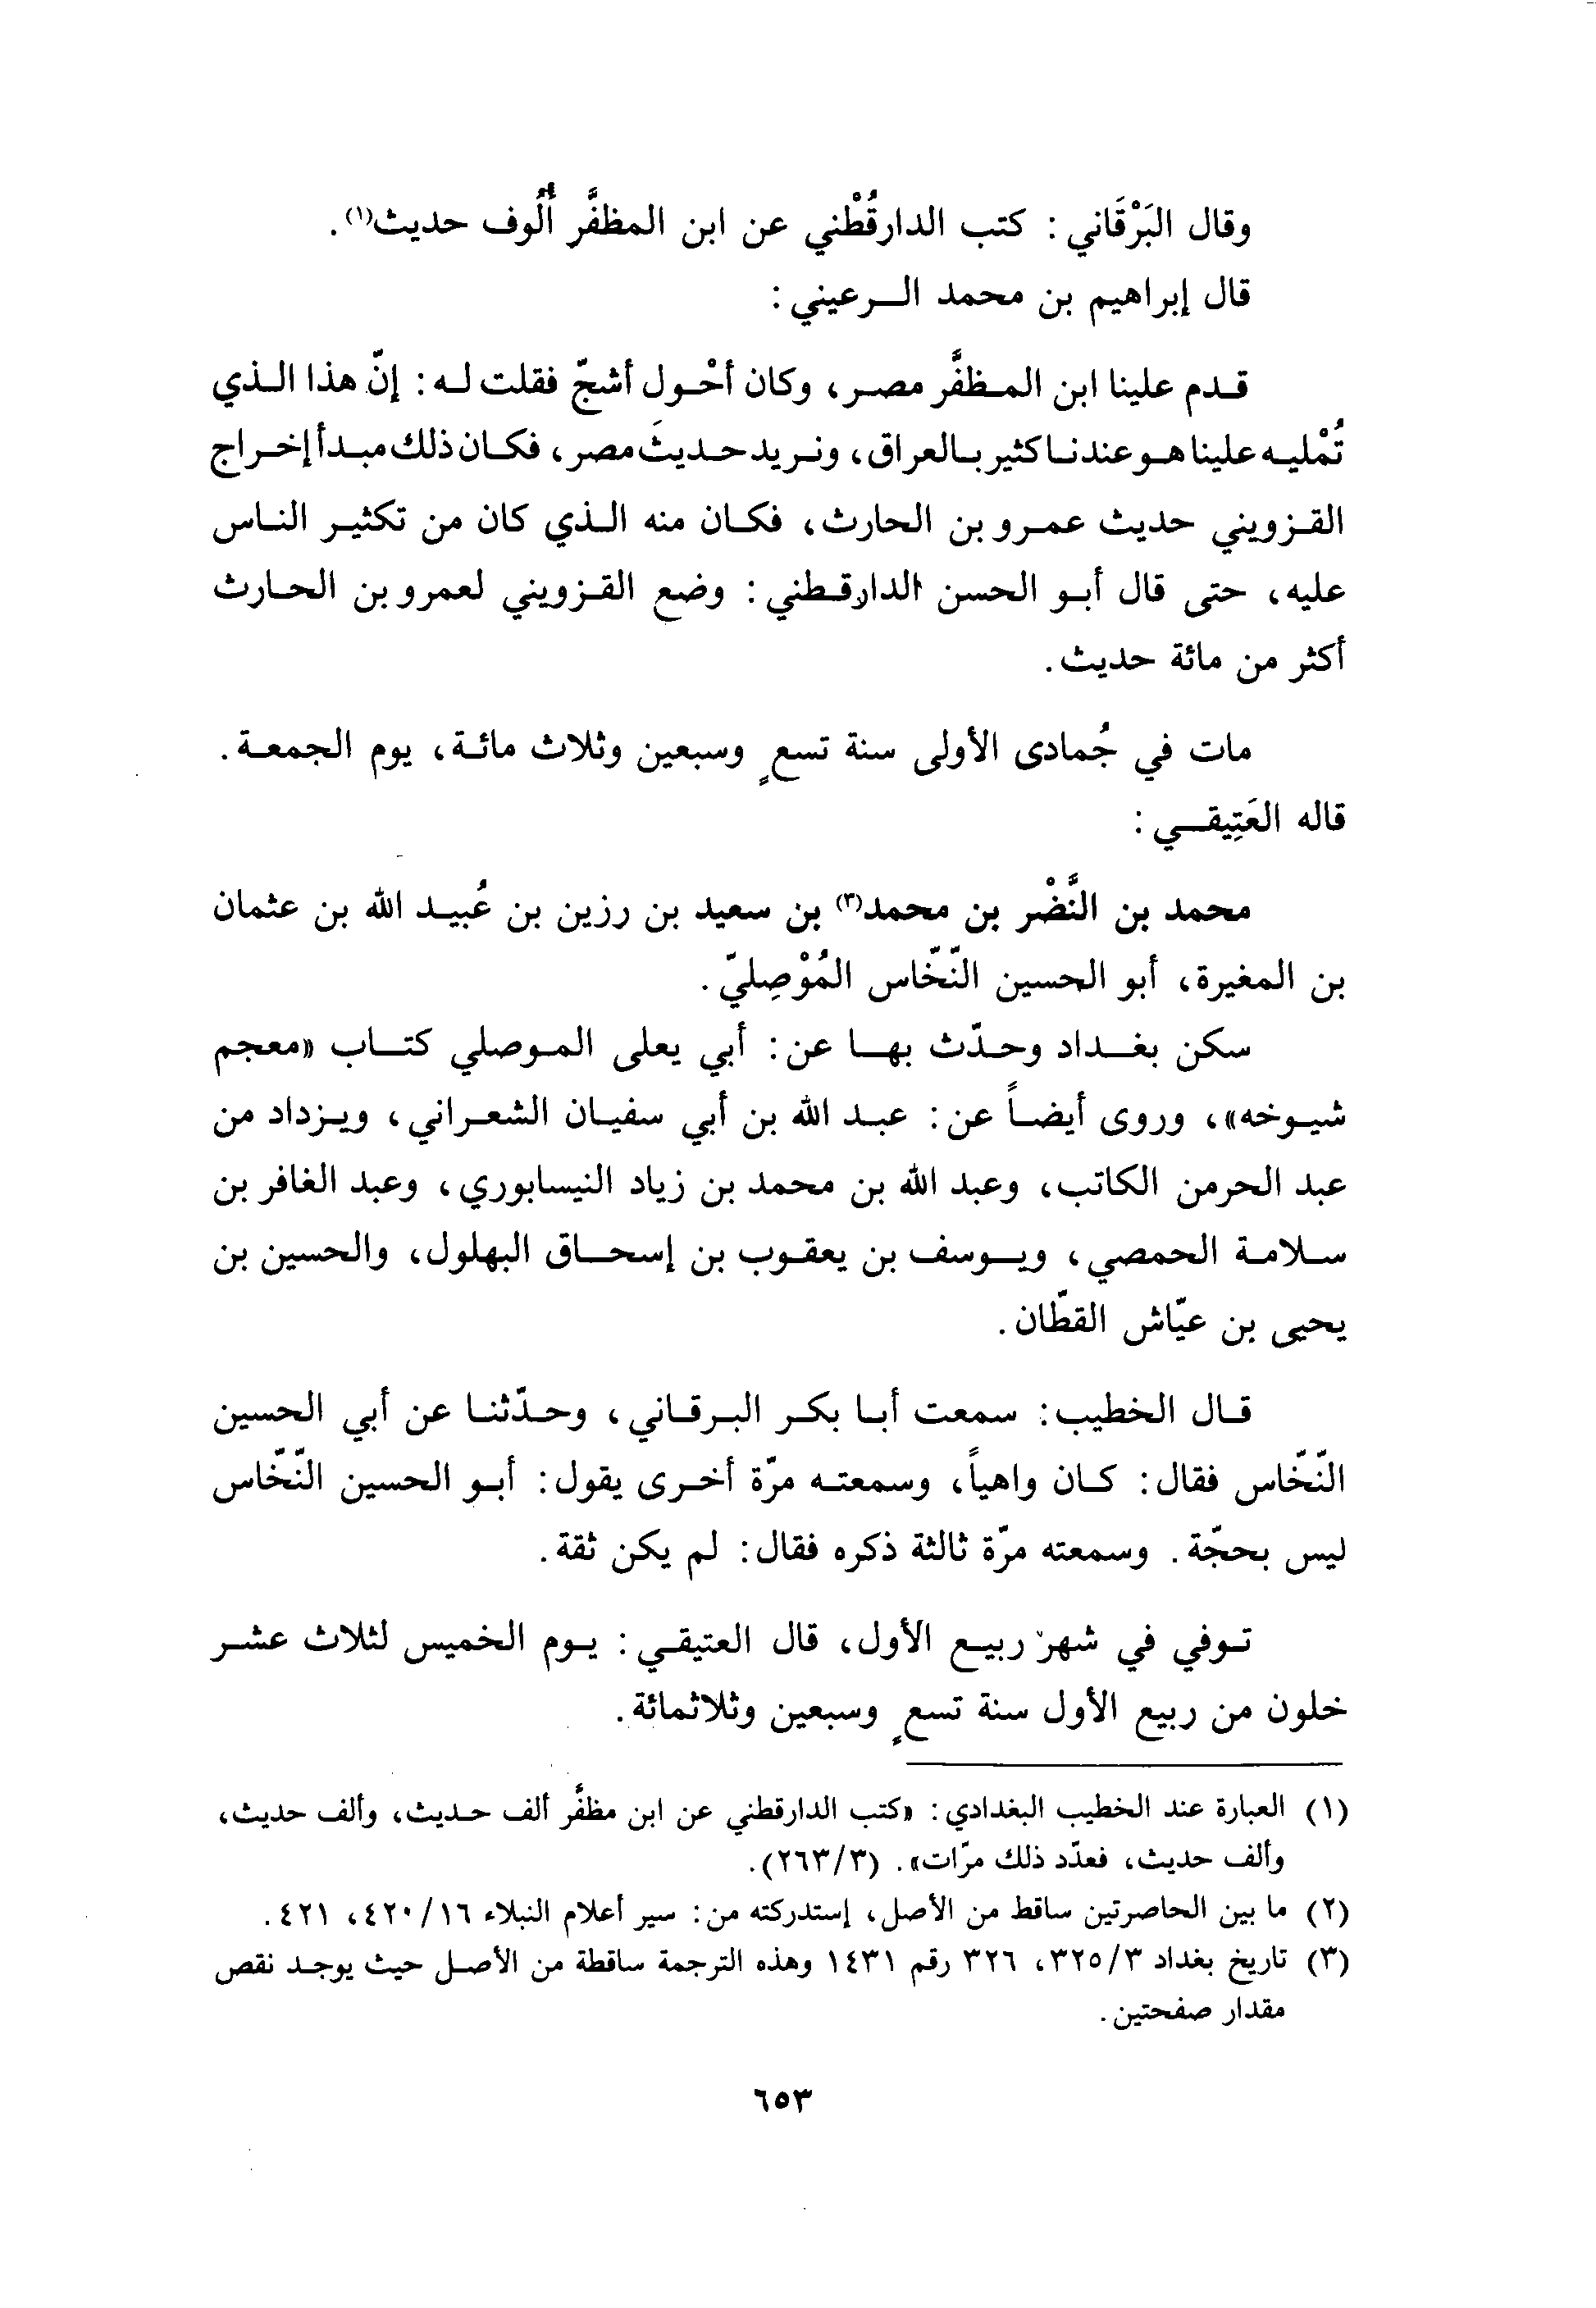 وقال البَرْقَاني: كتب الدارقُطْني عن ابن المظفَّر أُلُوف حديث(١).
قال إبراهيم بن محمد الرعيني:
قدم علينا ابن المظفَّر مصر، وكان أحْول أشجّ فقلت له: إنّ هذا الذي
تُمْليه علينا هو عندنا كثير بالعراق، ونريد حديثَ مصر، فكان ذلك مبدأ إخراج
القزويني حديث عمرو بن الحارث، فكان منه الذي كان من تكثير الناس
عليه، حتى قال أبو الحسن الدارقطني: وضع القزويني لعمرو بن الحارث
أكثر من مائة حديث.
مات في جُمادى الأولى سنة تسعٍ وسبعين وثلاث مائة، يوم الجمعة.
قاله العَتِيقي:
محمد بن النَّضْر بن محمد(٣) بن سعيد بن رزين بن عُبيد الله بن عثمان
بن المغيرة، أبو الحسين النّخّاس المُوْصِليّ.
سكن بغداد وحدّث بها عن: أبي يعلى الموصلي كتاب «معجم
شيوخه»، وروى أيضاً عن: عبد الله بن أبي سفيان الشعراني، ويزداد من
عبد الحرمن الكاتب، وعبد الله بن محمد بن زياد النيسابوري، وعبد الغافر بن
سلامة الحمصي، ويوسف بن يعقوب بن إسحاق البهلول، والحسين بن
يحيى بن عيّاش القطّان.
قال الخطيب: سمعت أبا بكر البرقاني، وحدّثنا عن أبي الحسين
النّخّاس فقال: كان واهياً، وسمعته مرّة أخرى يقول: أبو الحسين النّخّاس
ليس بحجّة. وسمعته مرّة ثالثة ذكره فقال: لم يكن ثقة.
توفي في شهر ربيع الأول، قال العتيقي: يوم الخميس لثلاث عشر
خلون من ربيع الأول سنة تسعٍ وسبعين وثلاثمائة.
(١) العبارة عند الخطيب البغدادي: «كتب الدارقطني عن ابن مظفَّر ألف حديث، وألف حديث،
وألف حديث، فعدّد ذلك مرّات». (٢٦٣/٣).
(٢) ما بين الحاصرتين ساقط من الأصل، إستدركته من: سير أعلام النبلاء ٤٢٠/١٦، ٤٢١.
(٣) تاريخ بغداد ٣٢٥/٣، ٣٢٦ رقم ١٤٣١ وهذه الترجمة ساقطة من الأصل حيث يوجد نقص
مقدار صفحتين.
٦٥٣